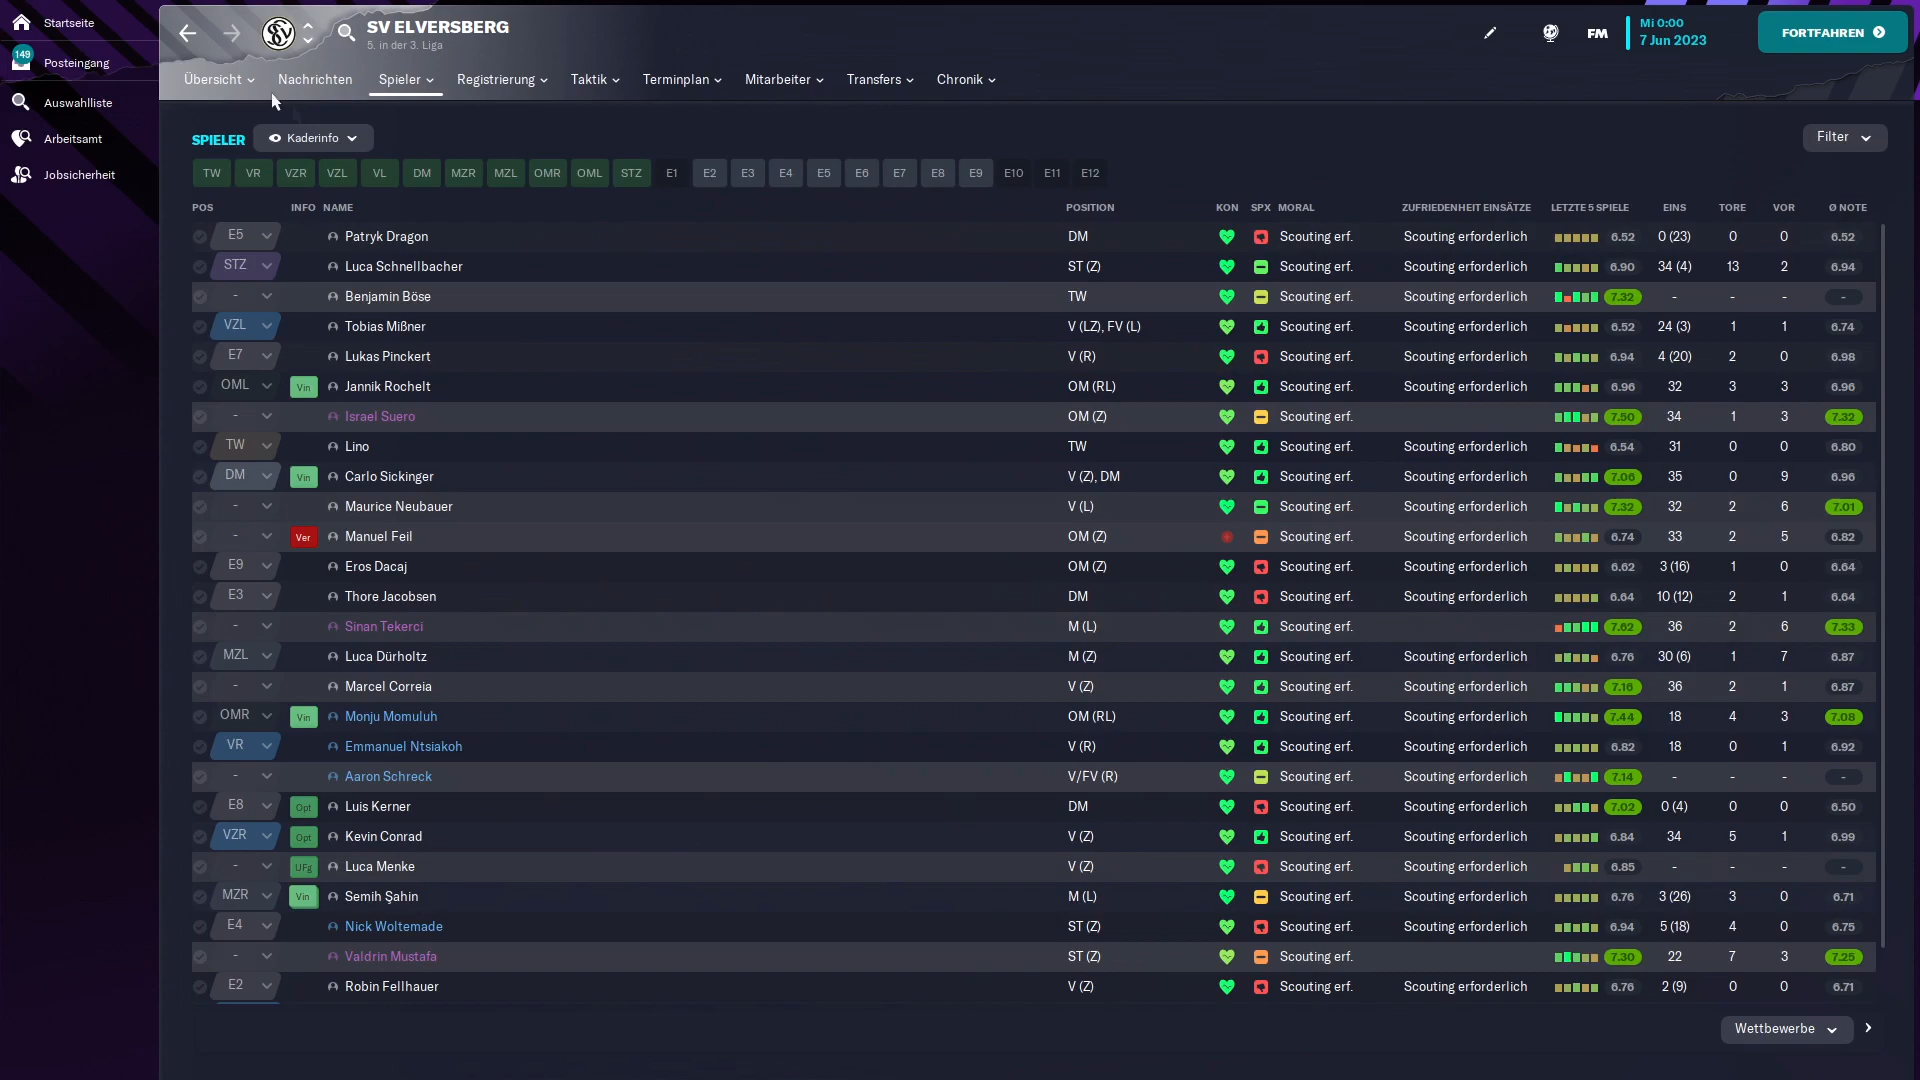 Startseite
149
Posteingang
Auswahlliste
Arbeitsamt
Jobsicherheit
SV ELVERSBERG
5. in der 3. Liga
FM
Mi 0:00
7 Jun 2023
FORTFAHREN
Übersicht Nachrichten Spieler Registrierung Taktik Terminplan Mitarbeiter Transfers Chronik
SPIELER Kaderinfo Filter
TW VR VZR VZL VL DM MZR MZL OMR OML STZ E1 E2 E3 E4 E5 E6 E7 E8 E9 E10 E11 E12
POS INFO NAME POSITION KON SPX MORAL ZUFRIEDENHEIT EINSÄTZE LETZTE 5 SPIELE EINS TORE VOR Ø NOTE
E5 Patryk Dragon DM Scouting erf. Scouting erforderlich 6.52 0 (23) 0 0 6.52
STZ Luca Schnellbacher ST (Z) Scouting erf. Scouting erforderlich 6.90 34 (4) 13 2 6.94
- Benjamin Böse TW Scouting erf. Scouting erforderlich 7.32 - - - -
VZL Tobias Mißner V (LZ), FV (L) Scouting erf. Scouting erforderlich 6.52 24 (3) 1 1 6.74
E7 Lukas Pinckert V (R) Scouting erf. Scouting erforderlich 6.94 4 (20) 2 0 6.98
OML Vin Jannik Rochelt OM (RL) Scouting erf. Scouting erforderlich 6.96 32 3 3 6.96
- Israel Suero OM (Z) Scouting erf. 7.50 34 1 3 7.32
TW Lino TW Scouting erf. Scouting erforderlich 6.54 31 0 0 6.80
DM Vin Carlo Sickinger V (Z), DM Scouting erf. Scouting erforderlich 7.06 35 0 9 6.96
- Maurice Neubauer V (L) Scouting erf. Scouting erforderlich 7.32 32 2 6 7.01
- Ver Manuel Feil OM (Z) Scouting erf. Scouting erforderlich 6.74 33 2 5 6.82
E9 Eros Dacaj OM (Z) Scouting erf. Scouting erforderlich 6.62 3 (16) 1 0 6.64
E3 Thore Jacobsen DM Scouting erf. Scouting erforderlich 6.64 10 (12) 2 1 6.64
- Sinan Tekerci M (L) Scouting erf. 7.62 36 2 6 7.33
MZL Luca Dürholtz M (Z) Scouting erf. Scouting erforderlich 6.76 30 (6) 1 7 6.87
- Marcel Correia V (Z) Scouting erf. Scouting erforderlich 7.16 36 2 1 6.87
OMR Vin Monju Momuluh OM (RL) Scouting erf. Scouting erforderlich 7.44 18 4 3 7.08
VR Emmanuel Ntsiakoh V (R) Scouting erf. Scouting erforderlich 6.82 18 0 1 6.92
- Aaron Schreck V/FV (R) Scouting erf. Scouting erforderlich 7.14 - - - -
E8 Opt Luis Kerner DM Scouting erf. Scouting erforderlich 7.02 0 (4) 0 0 6.50
VZR Opt Kevin Conrad V (Z) Scouting erf. Scouting erforderlich 6.84 34 5 1 6.99
- UFg Luca Menke V (Z) Scouting erf. Scouting erforderlich 6.85 - - - -
MZR Vin Semih Şahin M (L) Scouting erf. Scouting erforderlich 6.76 3 (26) 3 0 6.71
E4 Nick Woltemade ST (Z) Scouting erf. Scouting erforderlich 6.94 5 (18) 4 0 6.75
- Valdrin Mustafa ST (Z) Scouting erf. 7.30 22 7 3 7.25
E2 Robin Fellhauer V (Z) Scouting erf. Scouting erforderlich 6.76 2 (9) 0 0 6.71
Wettbewerbe